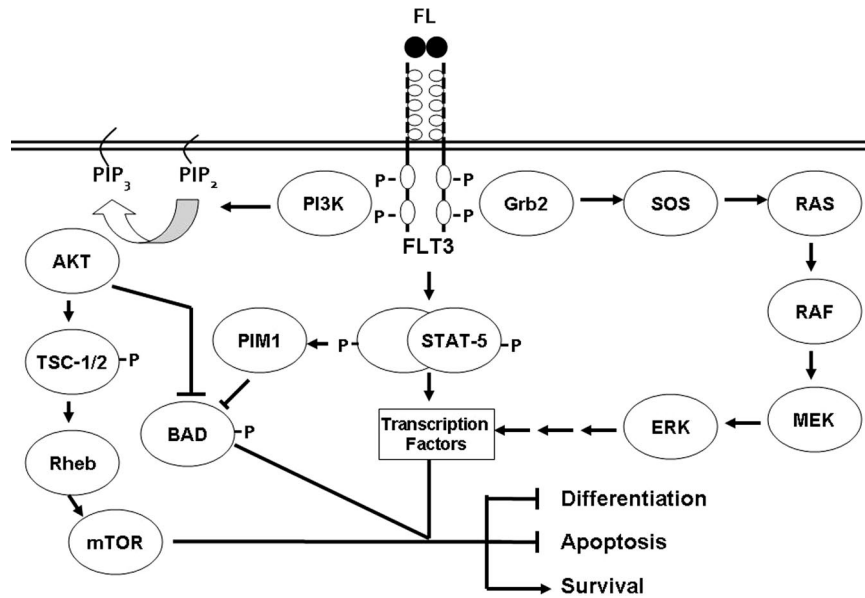 FL
PIP3
PIP2
P
P
P
P
PI3K
Grb2
SOS
RAS
FLT3
AKT
RAF
PIM1
P
STAT-5
P
TSC-1/2
P
BAD
P
Transcription
Factors
ERK
MEK
Rheb
Differentiation
mTOR
Apoptosis
Survival